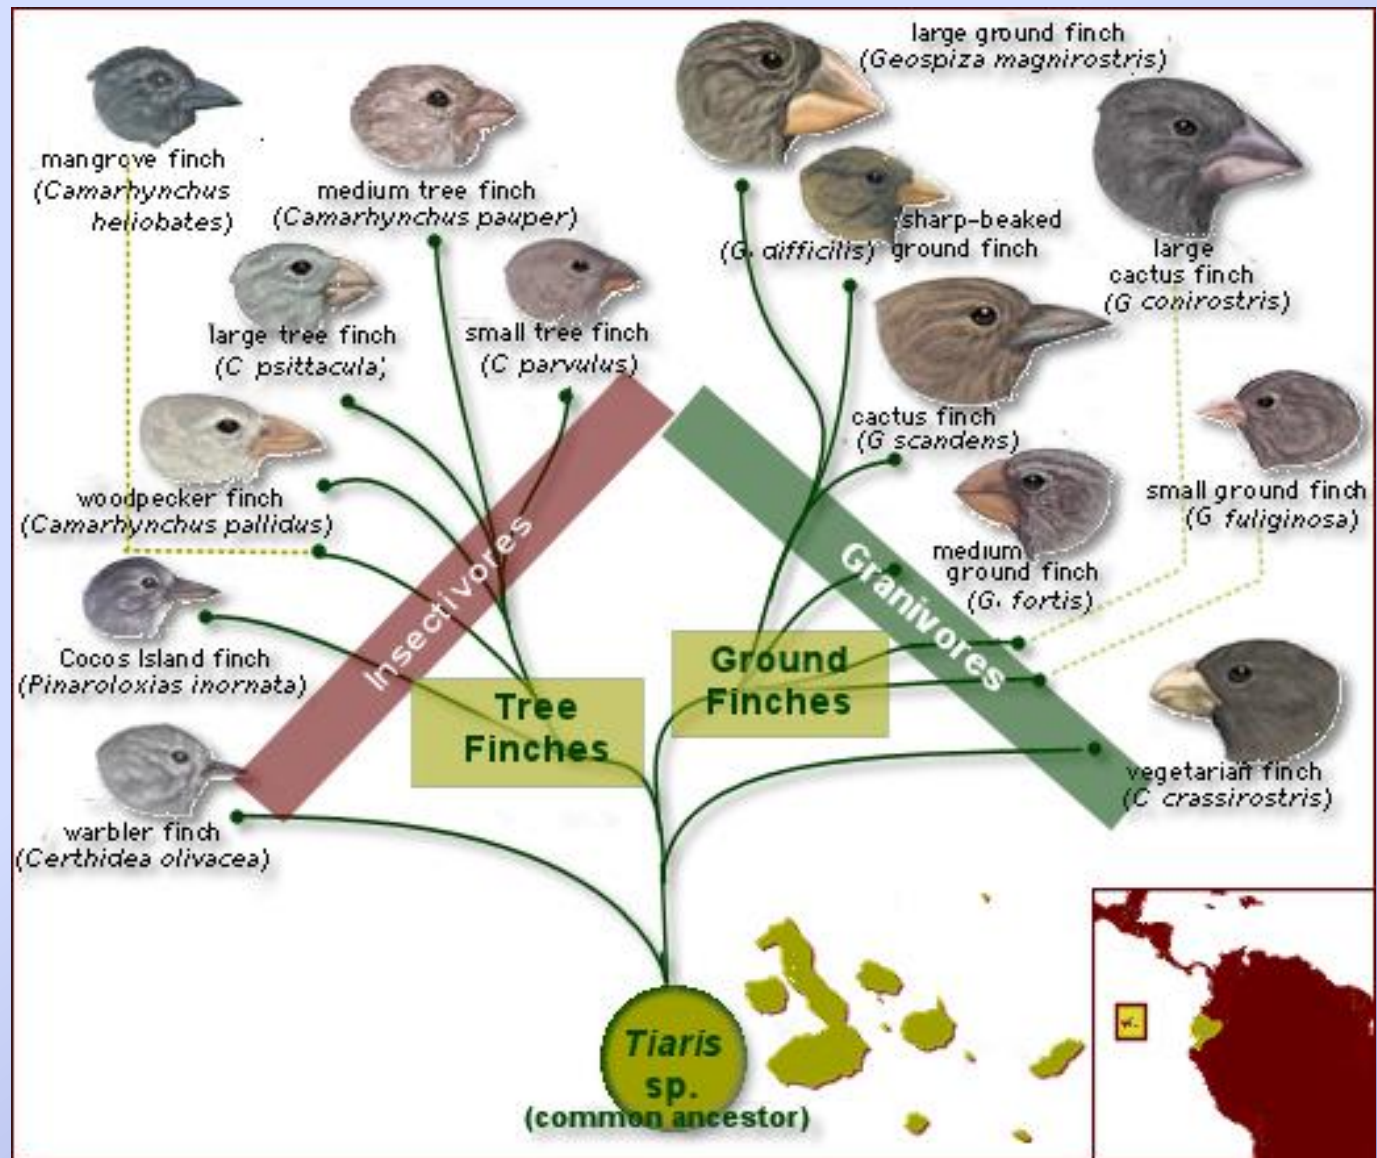 large ground finch
(Geospiza magnirostris)
mangrove finch
(Camarhynchus
heliobates)
medium tree finch
(Camarhynchus pauper)
sharp-beaked
ground finch
(G. difficilis)
large
cactus finch
(G conirostris)
large tree finch
(C psittacula)
small tree finch
(C parvulus)
cactus finch
(G scandens)
woodpecker finch
(Camarhynchus pallidus)
small ground finch
(G fuliginosa)
medium
ground finch
(G. fortis)
Insectivores
Granivores
Cocos Island finch
(Pinaroloxias inornata)
Tree
Finches
Ground
Finches
vegetarian finch
(C crassirostris)
warbler finch
(Certhidea olivacea)
Tiaris
sp.
(common ancestor)